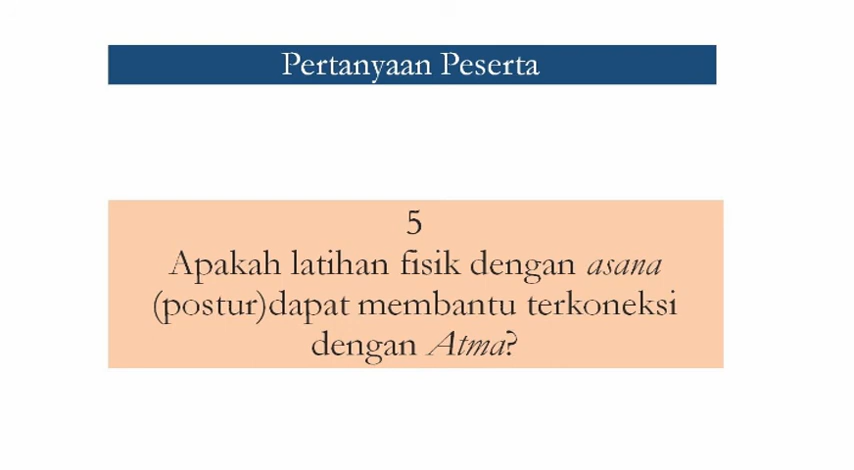 Pertanyaan Peserta
5
Apakah latihan fisik dengan asana
(postur)dapat membantu terkoneksi
dengan Atma?